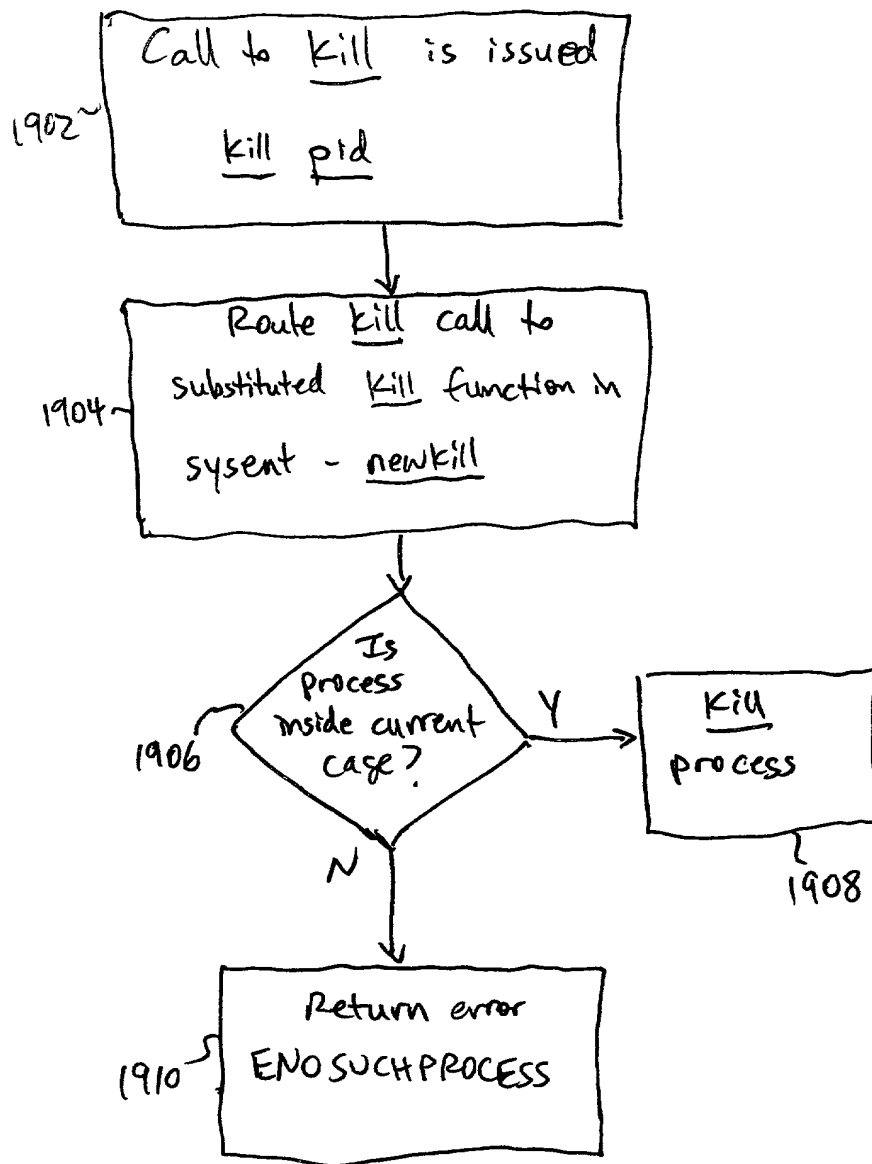 Call to kill is issued
kill pid
1902
Route kill call to
substituted kill function in
sysent - newkill
1904
Is
process
inside current
cage?
1906
Y
kill
process
1908
N
Return error
ENOSUCHPROCESS
1910